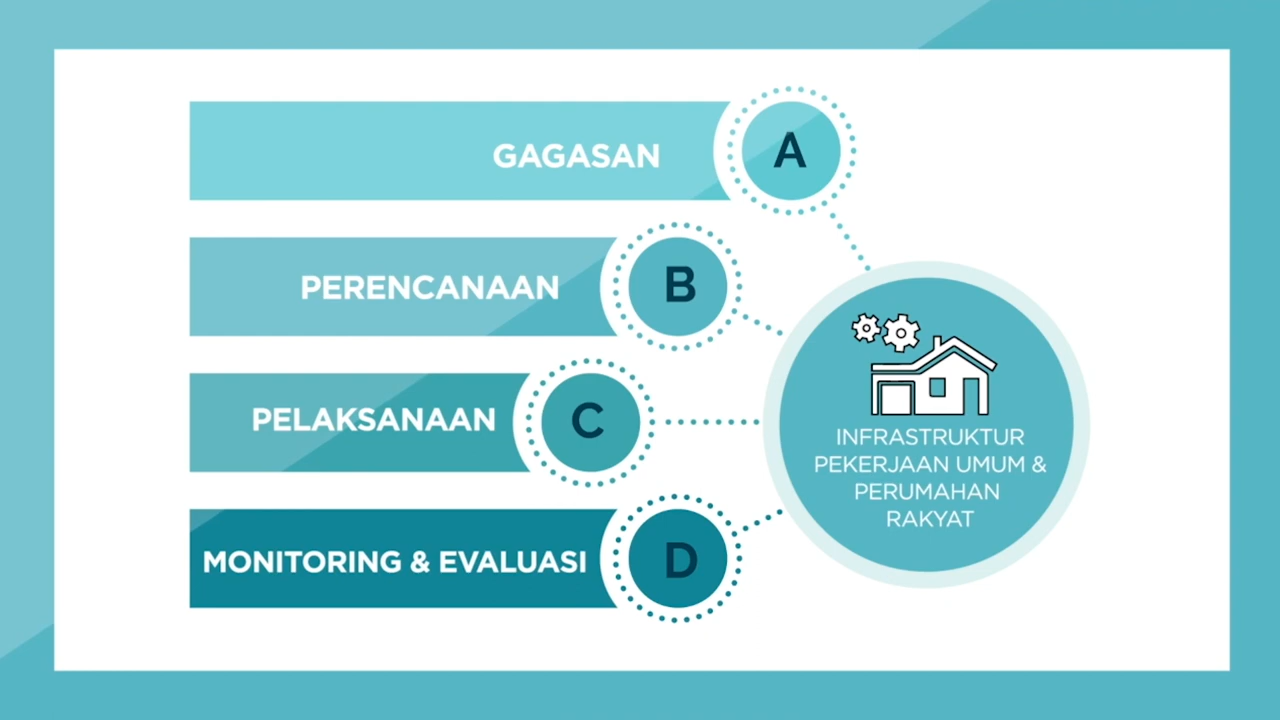 GAGASAN
A
PERENCANAAN
B
PELAKSANAAN
C
MONITORING & EVALUASI
D
INFRASTRUKTUR
PEKERJAAN UMUM &
PERUMAHAN
RAKYAT